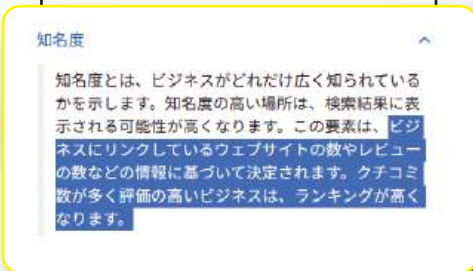 知名度
知名度とは、ビジネスがどれだけ広く知られている
かを示します。知名度の高い場所は、検索結果に表
示される可能性が高くなります。この要素は、ビジ
ネスにリンクしているウェブサイトの数やレビュー
の数などの情報に基づいて決定されます。クチコミ
数が多く評価の高いビジネスは、ランキングが高く
なります。